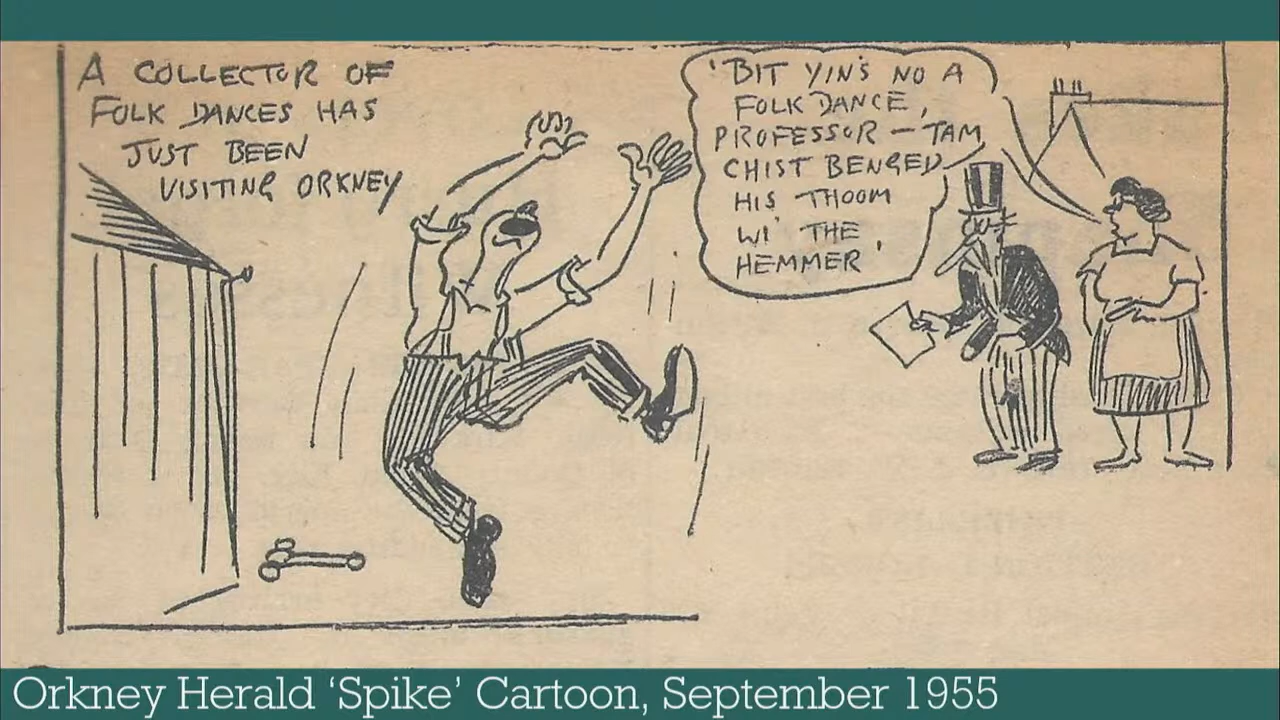 A COLLECTOR OF
FOLK DANCES HAS
JUST BEEN
VISITING ORKNEY
'BIT YIN'S NO A
FOLK DANCE,
PROFESSOR – TAM
CHIST BENGED
HIS THOOM
WI' THE
HEMMER'
Orkney Herald ‘Spike’ Cartoon, September 1955